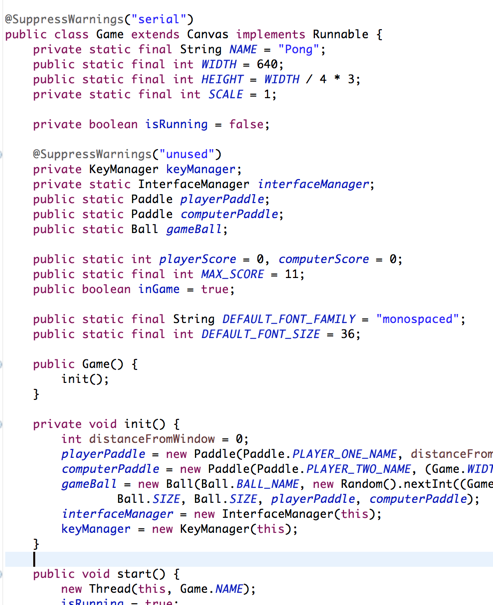 @SuppressWarnings("serial")
public class Game extends Canvas implements Runnable {
private static final String NAME = "Pong";
public static final int WIDTH = 640;
public static final int HEIGHT = WIDTH / 4 * 3;
private static final int SCALE = 1;
private boolean isRunning = false;
@SuppressWarnings("unused")
private KeyManager keyManager;
private static InterfaceManager interfaceManager;
public static Paddle playerPaddle;
public static Paddle computerPaddle;
public static Ball gameBall;
public static int playerScore = 0, computerScore = 0;
public static final int MAX_SCORE = 11;
public boolean inGame = true;
public static final String DEFAULT_FONT_FAMILY = "monospaced";
public static final int DEFAULT_FONT_SIZE = 36;
public Game() {
init();
}
private void init() {
int distanceFromWindow = 0;
playerPaddle = new Paddle(Paddle.PLAYER_ONE_NAME, distanceFrom
computerPaddle = new Paddle(Paddle.PLAYER_TWO_NAME, (Game.WIDT
gameBall = new Ball(Ball.BALL_NAME, new Random().nextInt((Game
Ball.SIZE, Ball.SIZE, playerPaddle, computerPaddle);
interfaceManager = new InterfaceManager(this);
keyManager = new KeyManager(this);
}
public void start() {
new Thread(this, Game.NAME);
isRunning = true;